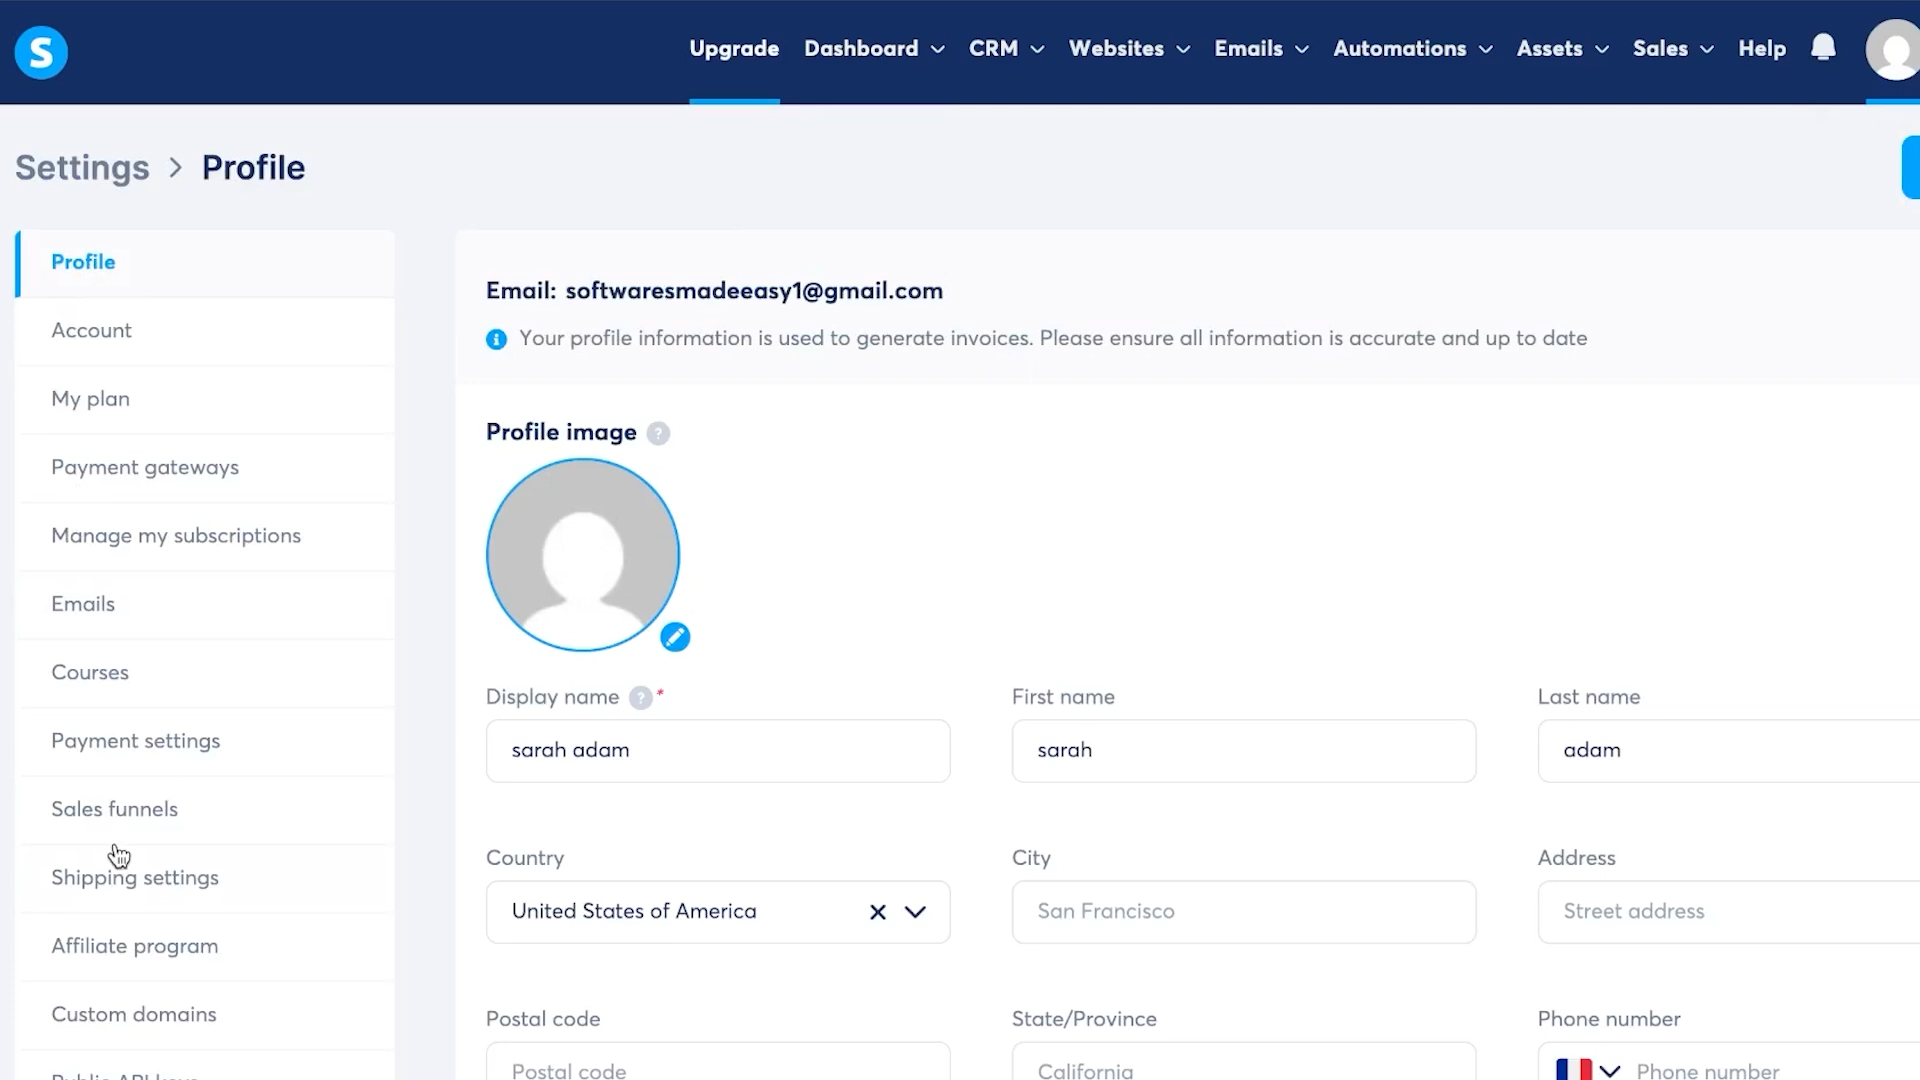 S
Upgrade Dashboard CRM Websites Emails Automations Assets Sales Help
Settings > Profile
Profile
Account
My plan
Payment gateways
Manage my subscriptions
Emails
Courses
Payment settings
Sales funnels
Shipping settings
Affiliate program
Custom domains
Public API keys
Email: softwaresmadeeasy1@gmail.com
Your profile information is used to generate invoices. Please ensure all information is accurate and up to date
Profile image ?
Display name ? * First name Last name
sarah adam sarah adam
Country City Address
United States of America San Francisco Street address
Postal code State/Province Phone number
Postal code California Phone number